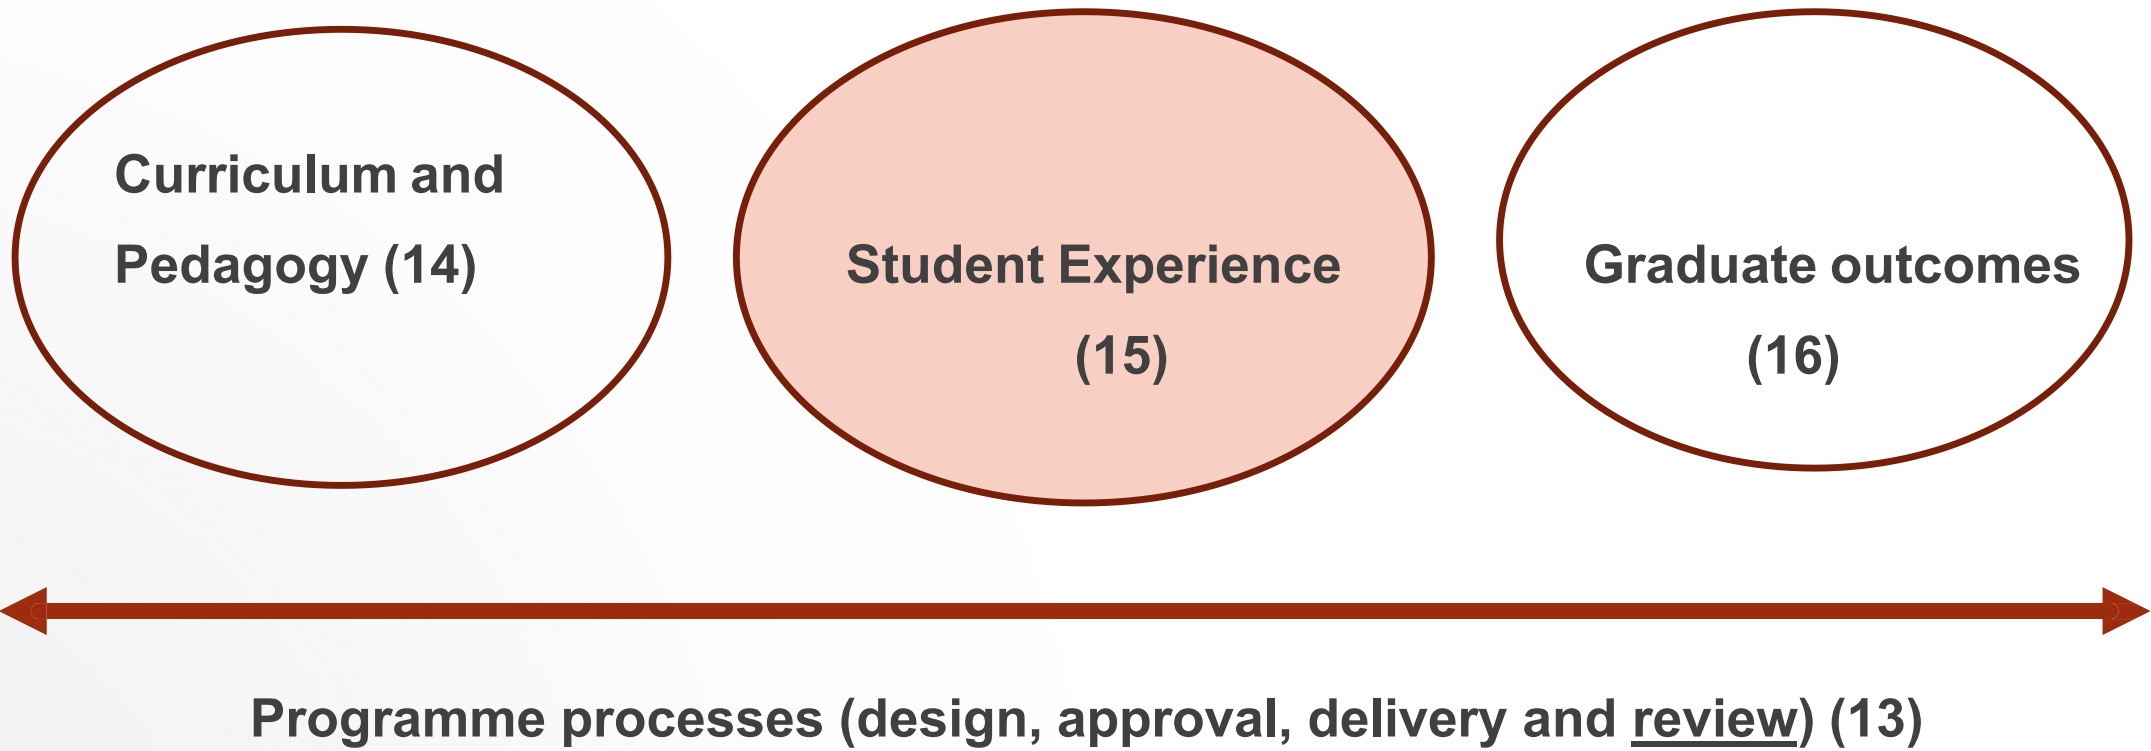 Curriculum and
Pedagogy (14)
Student Experience
(15)
Graduate outcomes
(16)
Programme processes (design, approval, delivery and review) (13)